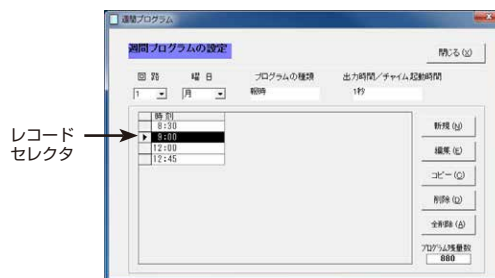 週間プログラム
週間プログラムの設定
閉じる (X)
回 路
曜 日
プログラムの種類
出力時間/チャイム起動時間
1
月
報時
1秒
時 刻
8:30
9:00
12:00
12:45
レコード
セレクタ
新規 (N)
編集 (E)
コピー (C)
削除 (D)
全削除 (A)
プログラム残量数
880